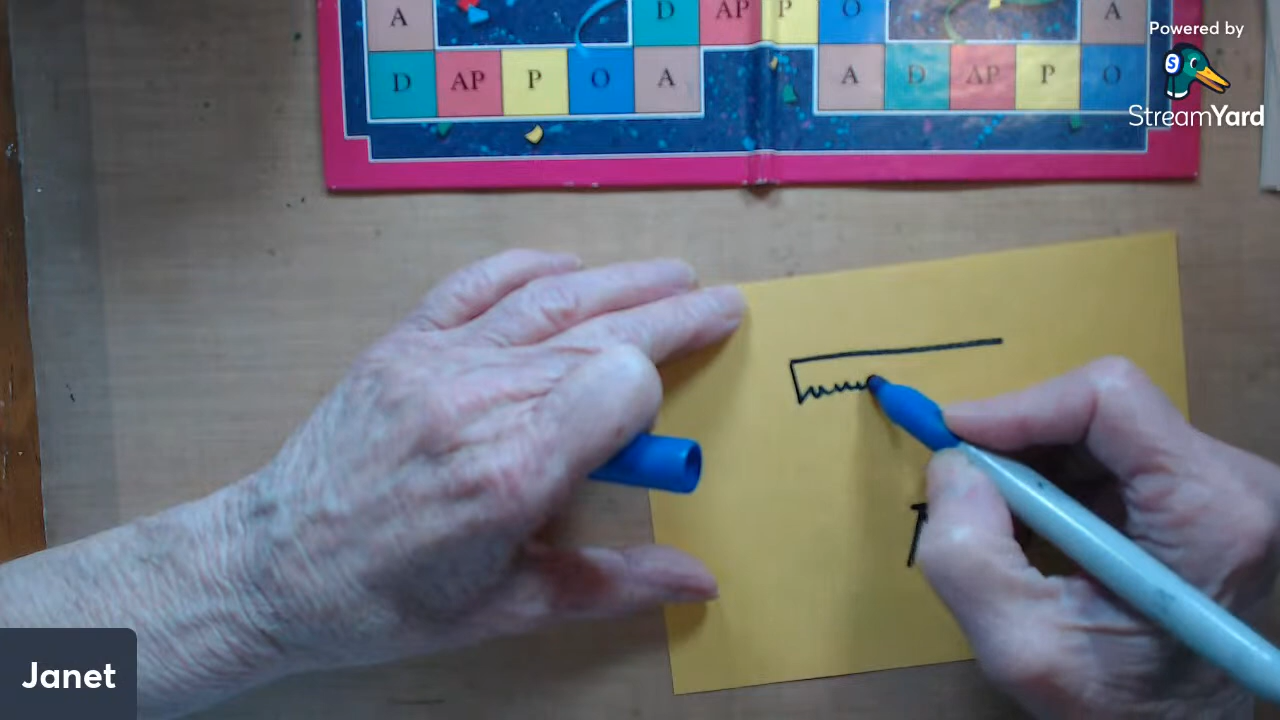 A D AP P O A
D AP P O A A D AP P O
Powered by
StreamYard
S
Janet